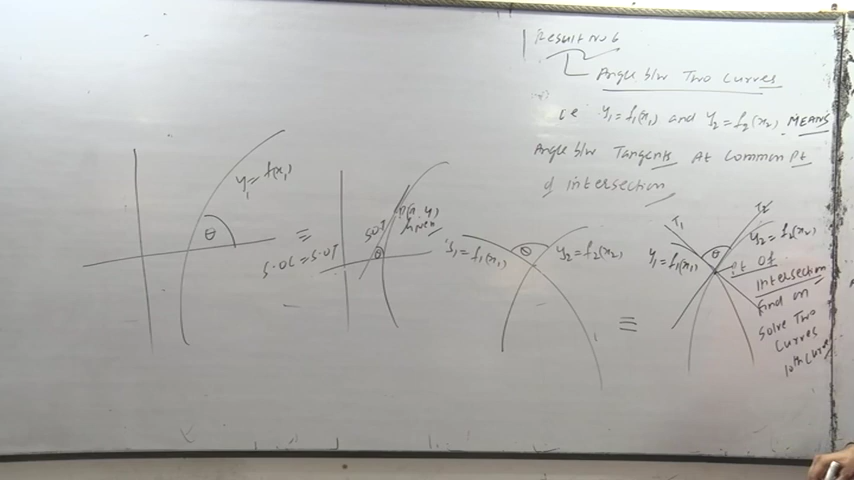 Result No 6
Angle b/w Two Curves
i.e y₁=f₁(x₁) and y₂=f₂(x₂) MEANS
Angle b/w Tangents At Common Pt
of intersection
y₁=f(x₁)
θ
≡
S.O.C=S.O.T
SOT
P(x,y)
given
θ
y₁=f₁(x₁)
θ
y₂=f₂(x₂)
≡
T₁
T₂
y₁=f₁(x₁)
θ
y₂=f₂(x₂)
Pt Of
intersection
find on
solve Two
Curves